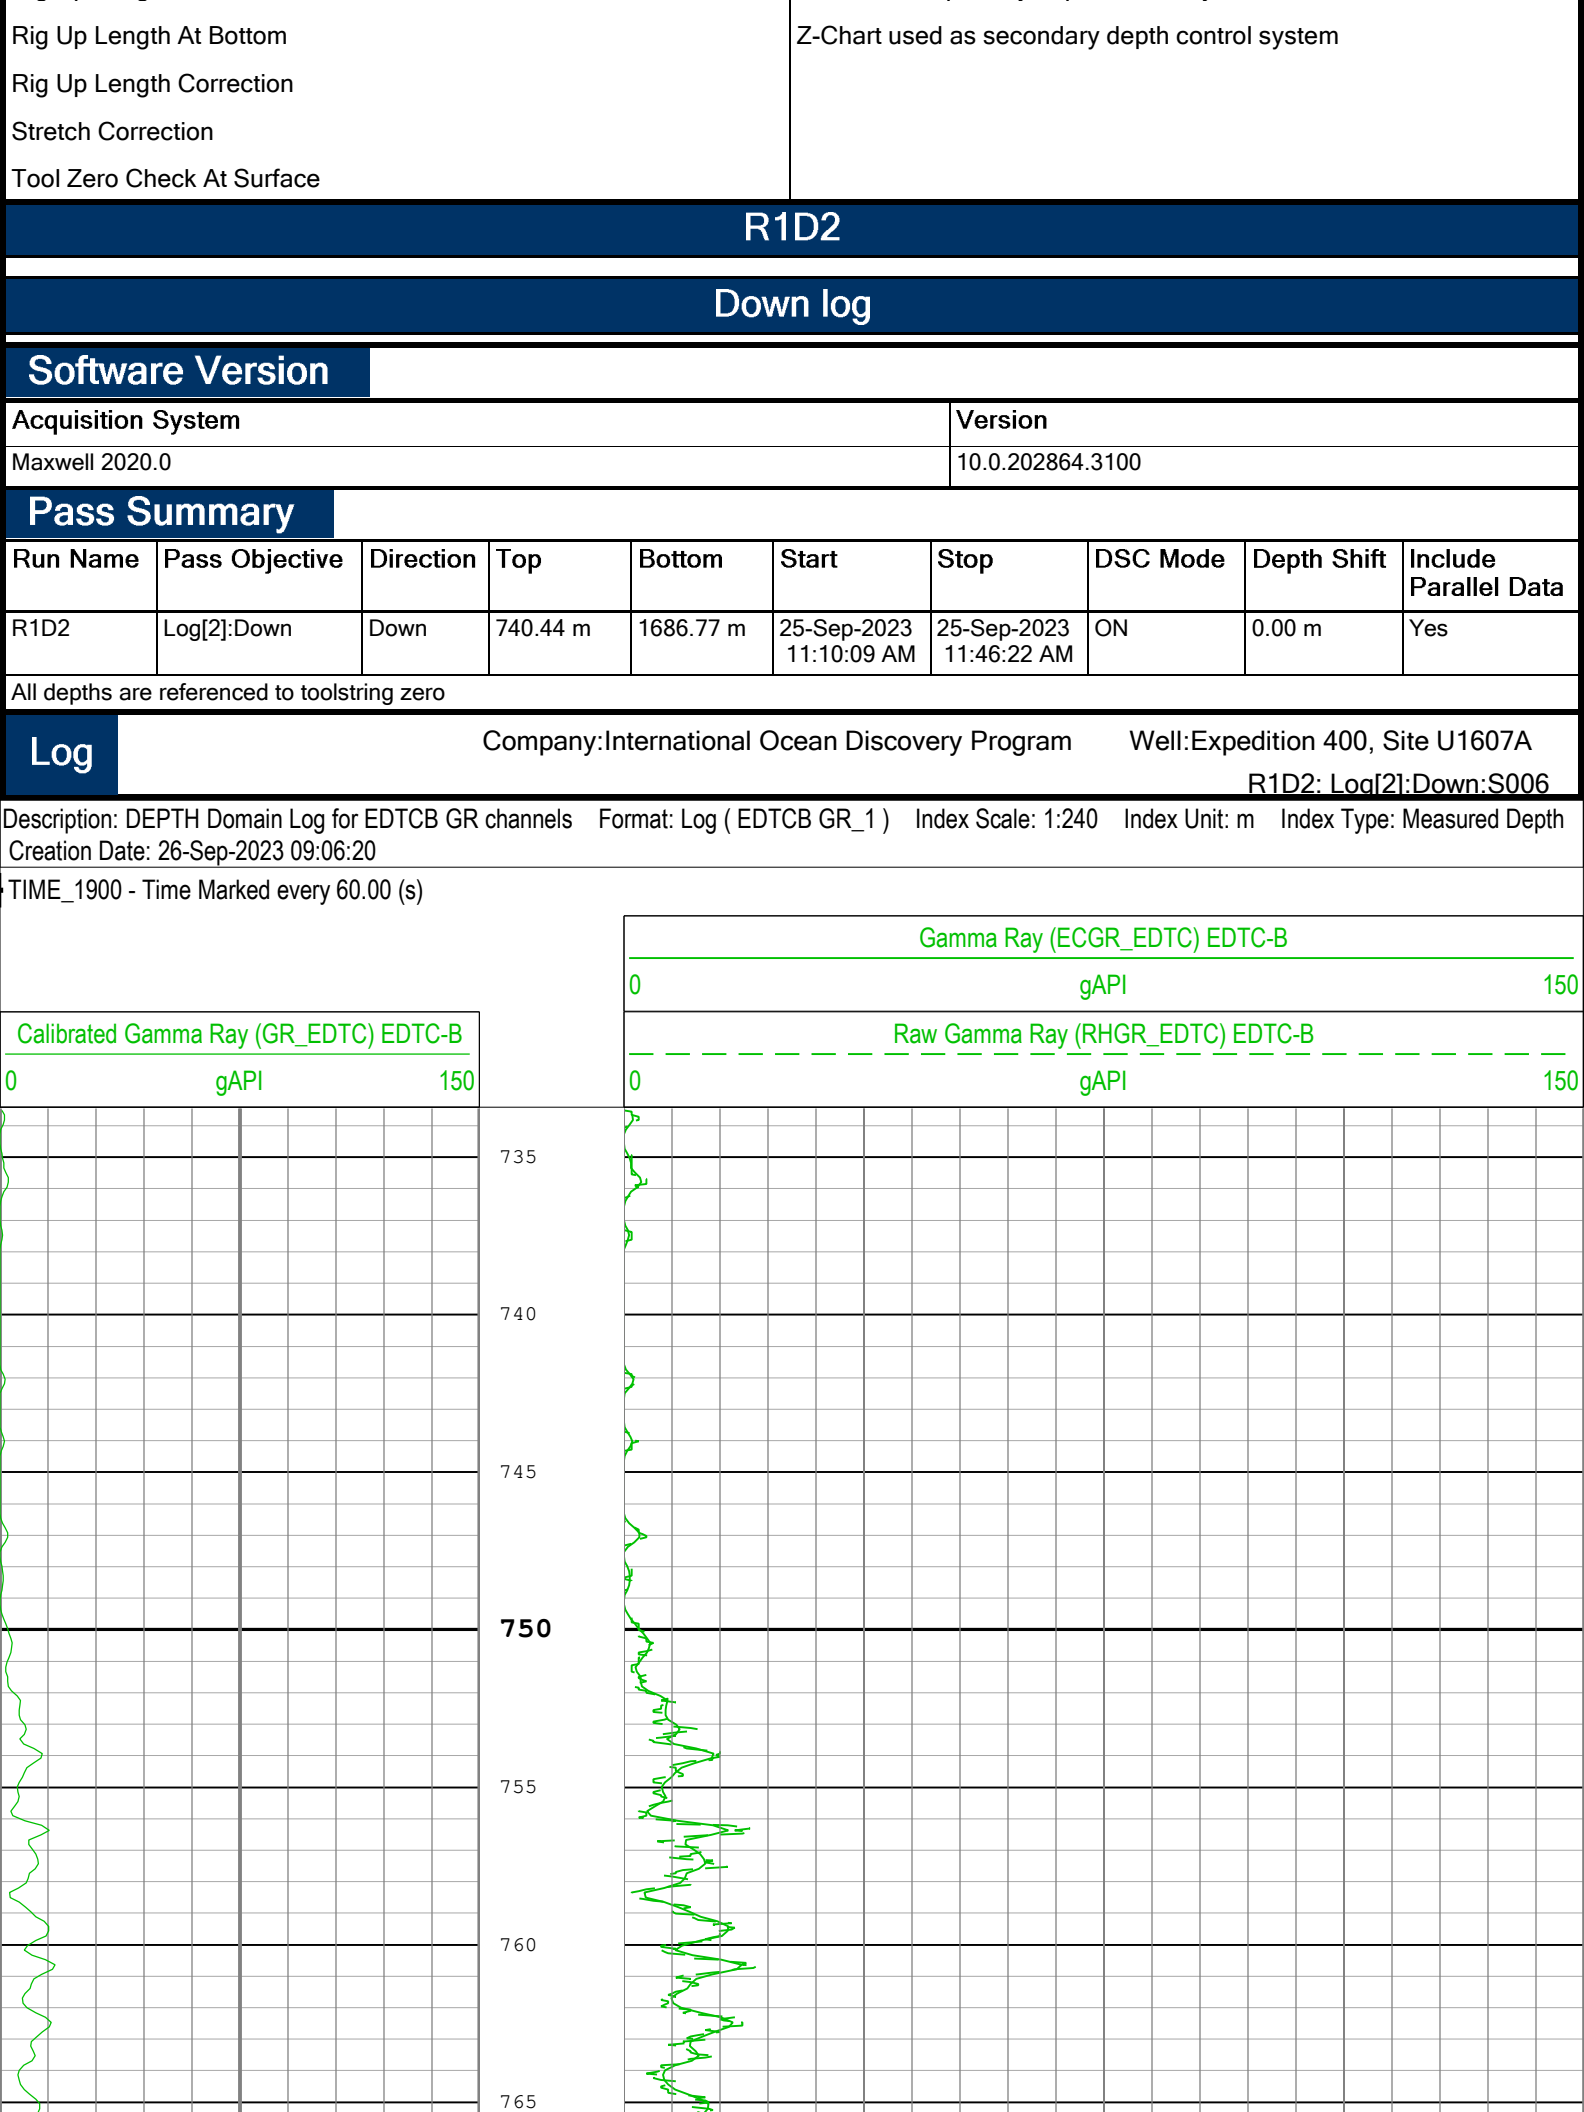 Rig Up Length At Bottom
Z-Chart used as secondary depth control system
Rig Up Length Correction
Stretch Correction
Tool Zero Check At Surface
R1D2
Down log
Software Version
Acquisition System Version
Maxwell 2020.0 10.0.202864.3100
Pass Summary
Run Name Pass Objective Direction Top Bottom Start Stop DSC Mode Depth Shift Include Parallel Data
R1D2 Log[2]:Down Down 740.44 m 1686.77 m 25-Sep-2023 11:10:09 AM 25-Sep-2023 11:46:22 AM ON 0.00 m Yes
All depths are referenced to toolstring zero
Log
Company:International Ocean Discovery Program Well:Expedition 400, Site U1607A
R1D2: Log[2]:Down:S006
Description: DEPTH Domain Log for EDTCB GR channels Format: Log ( EDTCB GR_1 ) Index Scale: 1:240 Index Unit: m Index Type: Measured Depth
Creation Date: 26-Sep-2023 09:06:20
TIME_1900 - Time Marked every 60.00 (s)
Gamma Ray (ECGR_EDTC) EDTC-B
0 gAPI 150
Calibrated Gamma Ray (GR_EDTC) EDTC-B
0 gAPI 150
Raw Gamma Ray (RHGR_EDTC) EDTC-B
0 gAPI 150
735
740
745
750
755
760
765